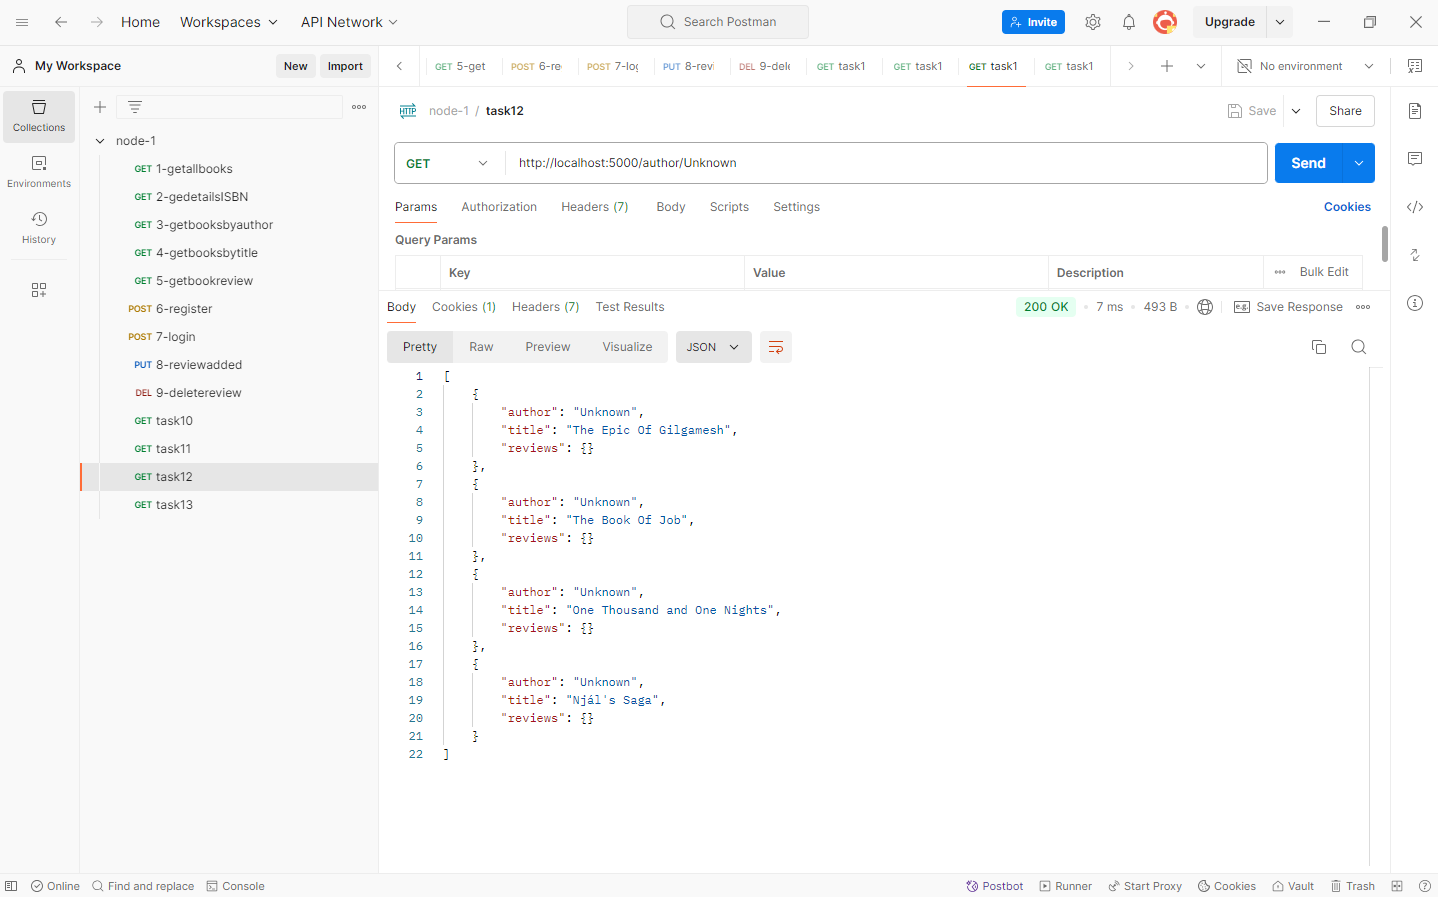 Home Workspaces API Network Search Postman Invite Upgrade
My Workspace New Import GET 5-get POST 6-re POST 7-log PUT 8-revi DEL 9-dele GET task1 GET task1 GET task1 GET task1 No environment
Collections
Environments
History
node-1
GET 1-getallbooks
GET 2-gedetailsISBN
GET 3-getbooksbyauthor
GET 4-getbooksbytitle
GET 5-getbookreview
POST 6-register
POST 7-login
PUT 8-reviewadded
DEL 9-deletereview
GET task10
GET task11
GET task12
GET task13
HTTP node-1 / task12 Save Share
GET http://localhost:5000/author/Unknown Send
Params Authorization Headers (7) Body Scripts Settings Cookies
Query Params
Key Value Description Bulk Edit
Body Cookies (1) Headers (7) Test Results 200 OK 7 ms 493 B e.g. Save Response
Pretty Raw Preview Visualize JSON
1 [
2 {
3 "author": "Unknown",
4 "title": "The Epic Of Gilgamesh",
5 "reviews": {}
6 },
7 {
8 "author": "Unknown",
9 "title": "The Book Of Job",
10 "reviews": {}
11 },
12 {
13 "author": "Unknown",
14 "title": "One Thousand and One Nights",
15 "reviews": {}
16 },
17 {
18 "author": "Unknown",
19 "title": "Njál's Saga",
20 "reviews": {}
21 }
22 ]
Online Find and replace Console Postbot Runner Start Proxy Cookies Vault Trash